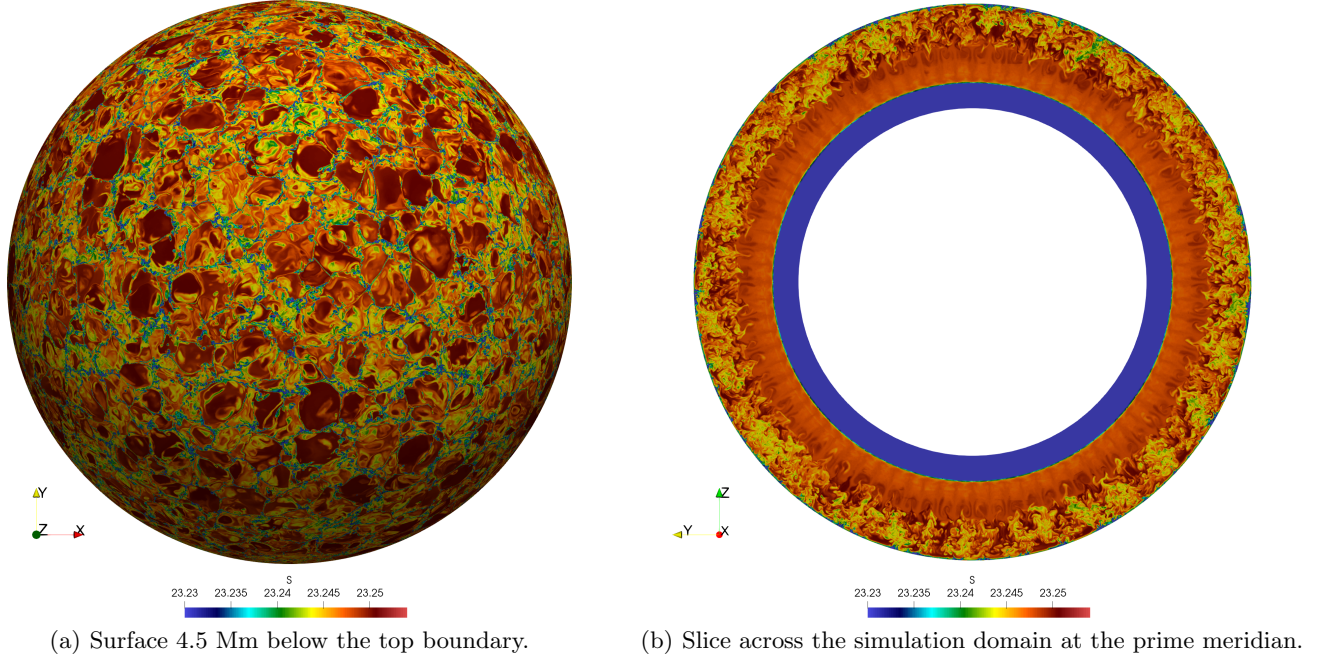 Y
Z X
Z
Y X
S
23.23 23.235 23.24 23.245 23.25
S
23.23 23.235 23.24 23.245 23.25
(a) Surface 4.5 Mm below the top boundary.
(b) Slice across the simulation domain at the prime meridian.